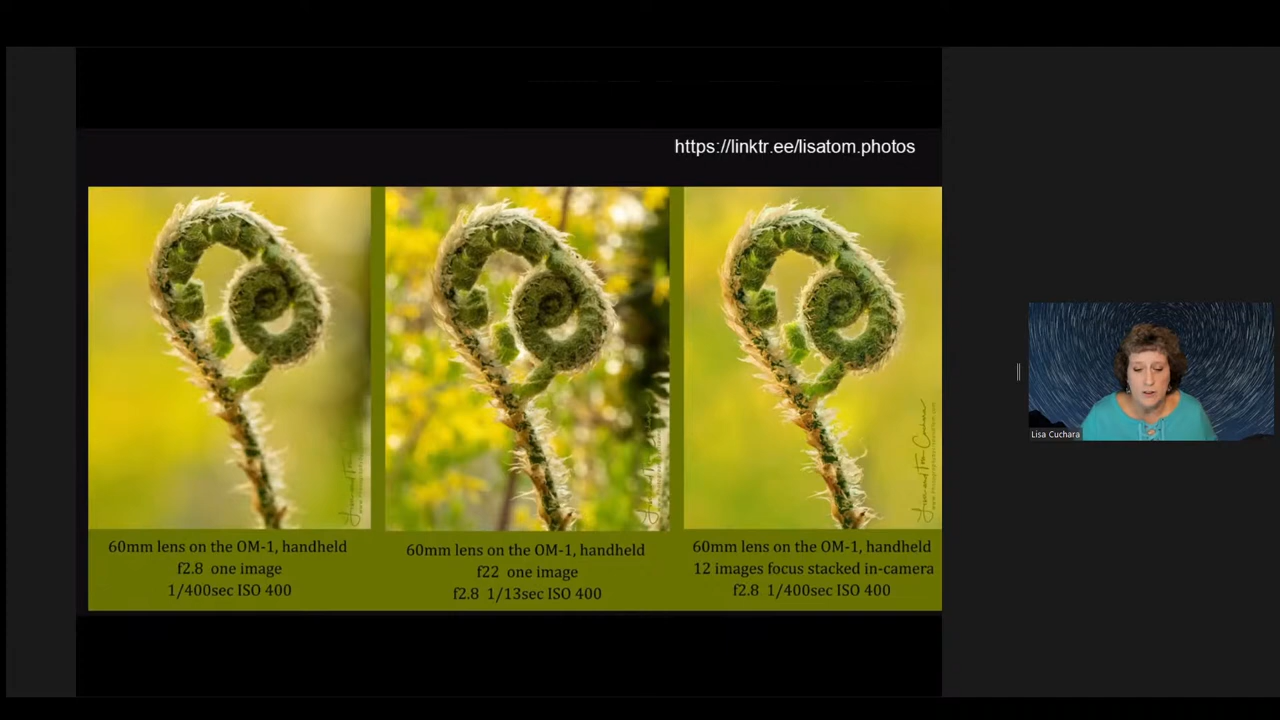 https://linktr.ee/lisatom.photos
60mm lens on the OM-1, handheld
f2.8 one image
1/400sec ISO 400
60mm lens on the OM-1, handheld
f22 one image
f2.8 1/13sec ISO 400
60mm lens on the OM-1, handheld
12 images focus stacked in-camera
f2.8 1/400sec ISO 400
Lisa Cuchara